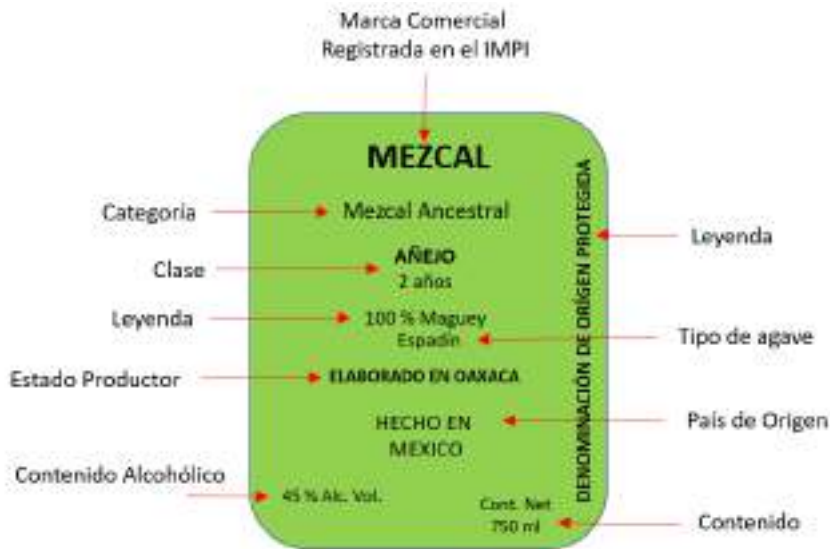 Marca Comercial
Registrada en el IMPI
MEZCAL
Categoría
Mezcal Ancestral
Leyenda
DENOMINACIÓN DE ORÍGEN PROTEGIDA
Clase
AÑEJO
2 años
Leyenda
100 % Maguey
Espadín
Tipo de agave
Estado Productor
ELABORADO EN OAXACA
HECHO EN
MEXICO
País de Origen
Contenido Alcohólico
45 % Alc. Vol.
Cont. Net
750 ml
Contenido